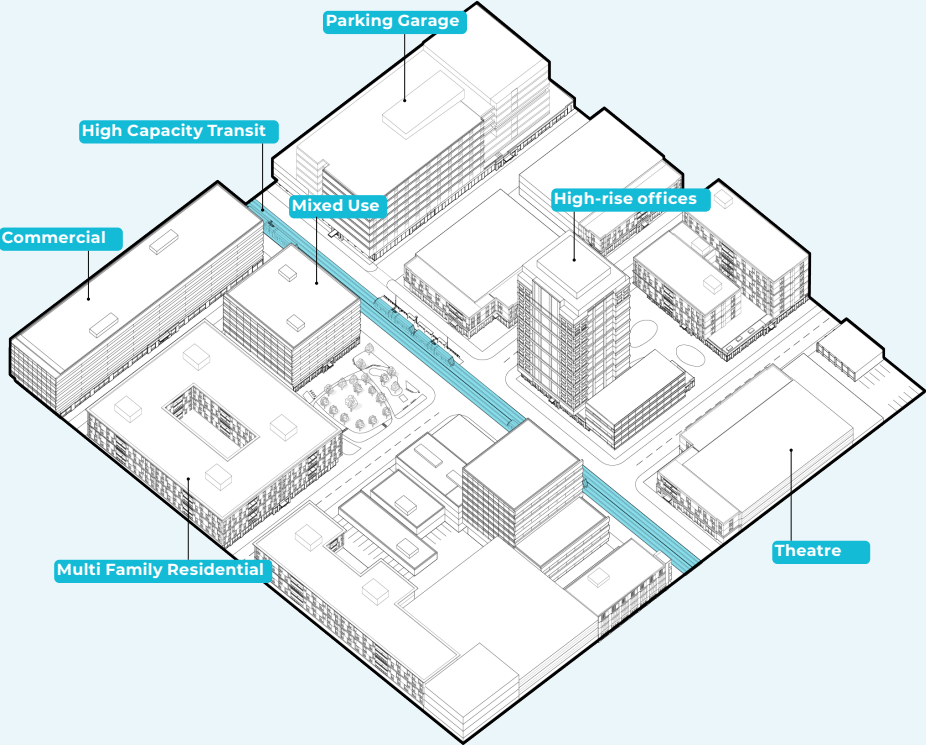 Parking Garage
High Capacity Transit
Mixed Use
High-rise offices
Commercial
Theatre
Multi Family Residential